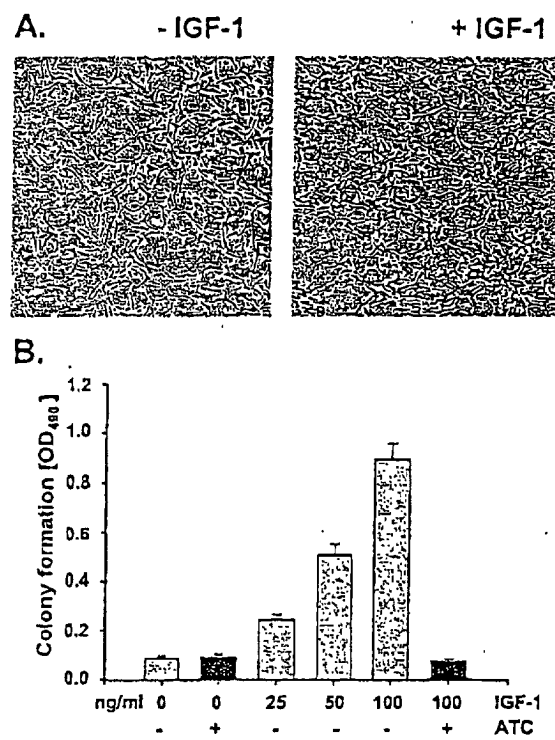 A. - IGF-1 + IGF-1
B.
Colony formation [OD490]
1.2
1.0
0.8
0.6
0.4
0.2
0.0
ng/ml 0 0 25 50 100 100 IGF-1
- + - - - + ATC